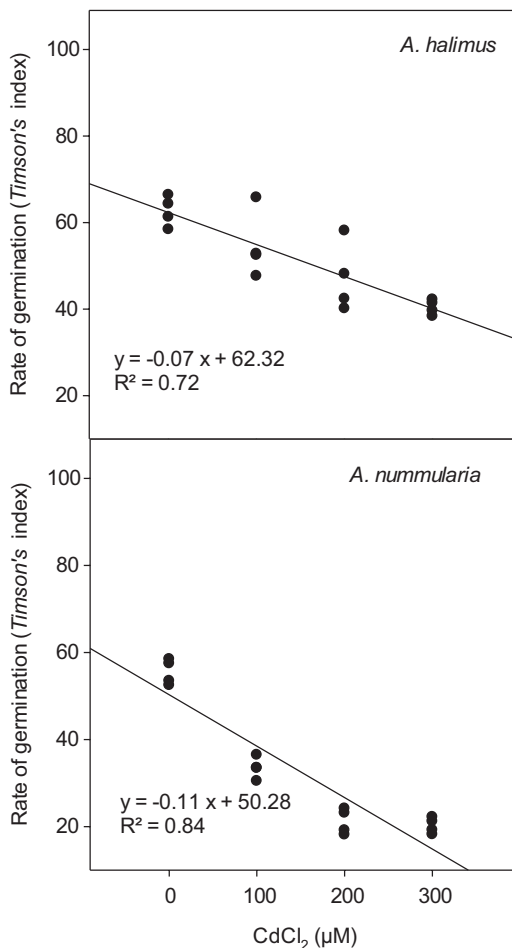 A. halimus
Rate of germination (Timson's index)
100
80
60
40
20
y = -0.07 x + 62.32
R² = 0.72
A. nummularia
Rate of germination (Timson's index)
100
80
60
40
20
y = -0.11 x + 50.28
R² = 0.84
0 100 200 300
CdCl₂ (µM)